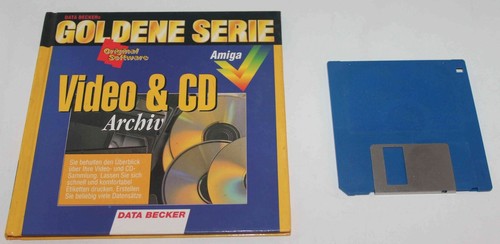 DATA BECKERs
GOLDENE SERIE
Original
Software
Amiga
Video & CD
Archiv
Sie behalten den Überblick
über Ihre Video- und CD-
Sammlung. Lassen Sie sich
schnell und komfortabel
Etiketten drucken. Erstellen
Sie beliebig viele Datensätze.
DATA BECKER